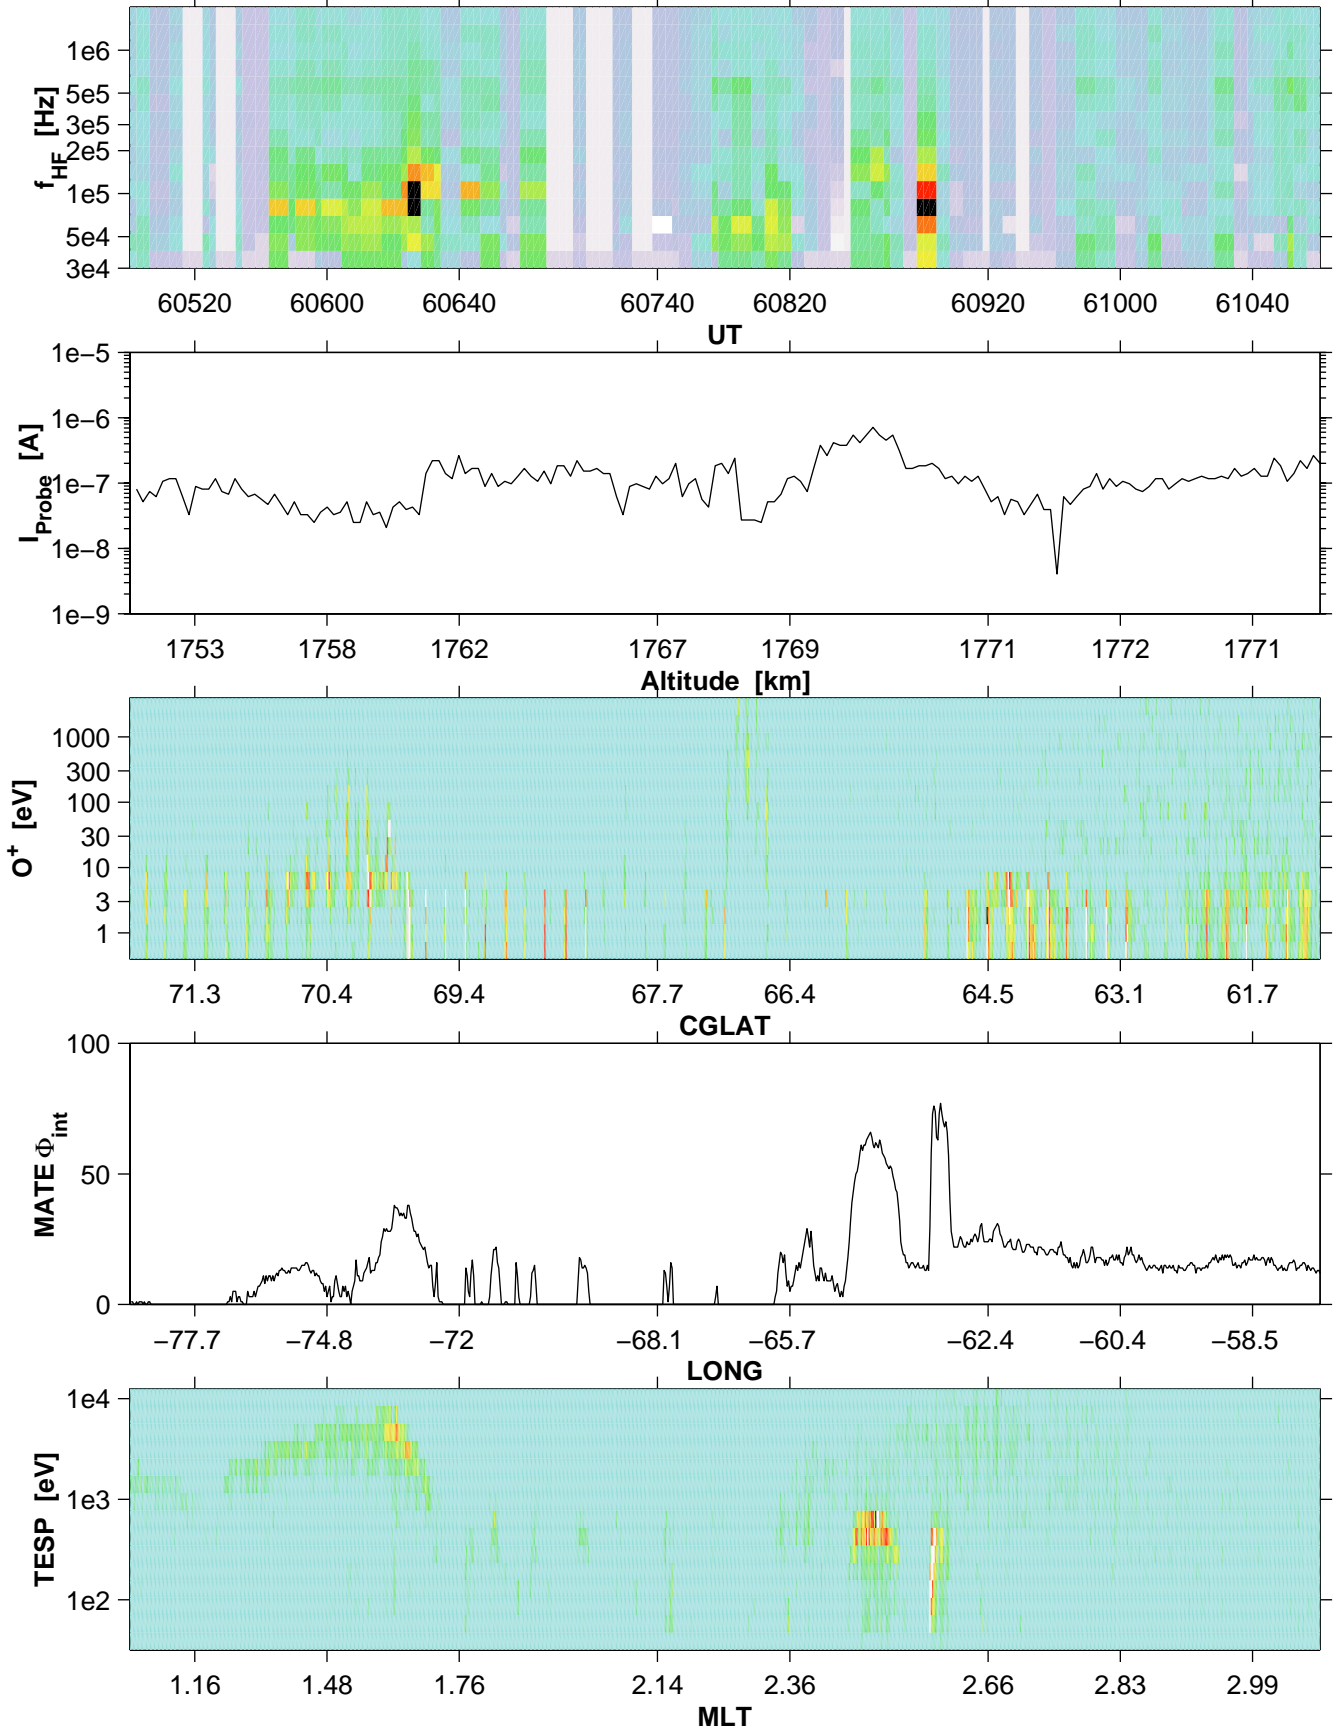 1e6
5e5
3e5
2e5
1e5
5e4
3e4
f_HF [Hz]
60520 60600 60640 60740 60820 60920 61000 61040
UT
1e−5
1e−6
1e−7
1e−8
1e−9
I_Probe [A]
1753 1758 1762 1767 1769 1771 1772 1771
Altitude [km]
1000
300
100
30
10
3
1
O⁺ [eV]
71.3 70.4 69.4 67.7 66.4 64.5 63.1 61.7
CGLAT
100
50
0
MATE Φ_int
−77.7 −74.8 −72 −68.1 −65.7 −62.4 −60.4 −58.5
LONG
1e4
1e3
1e2
TESP [eV]
1.16 1.48 1.76 2.14 2.36 2.66 2.83 2.99
MLT